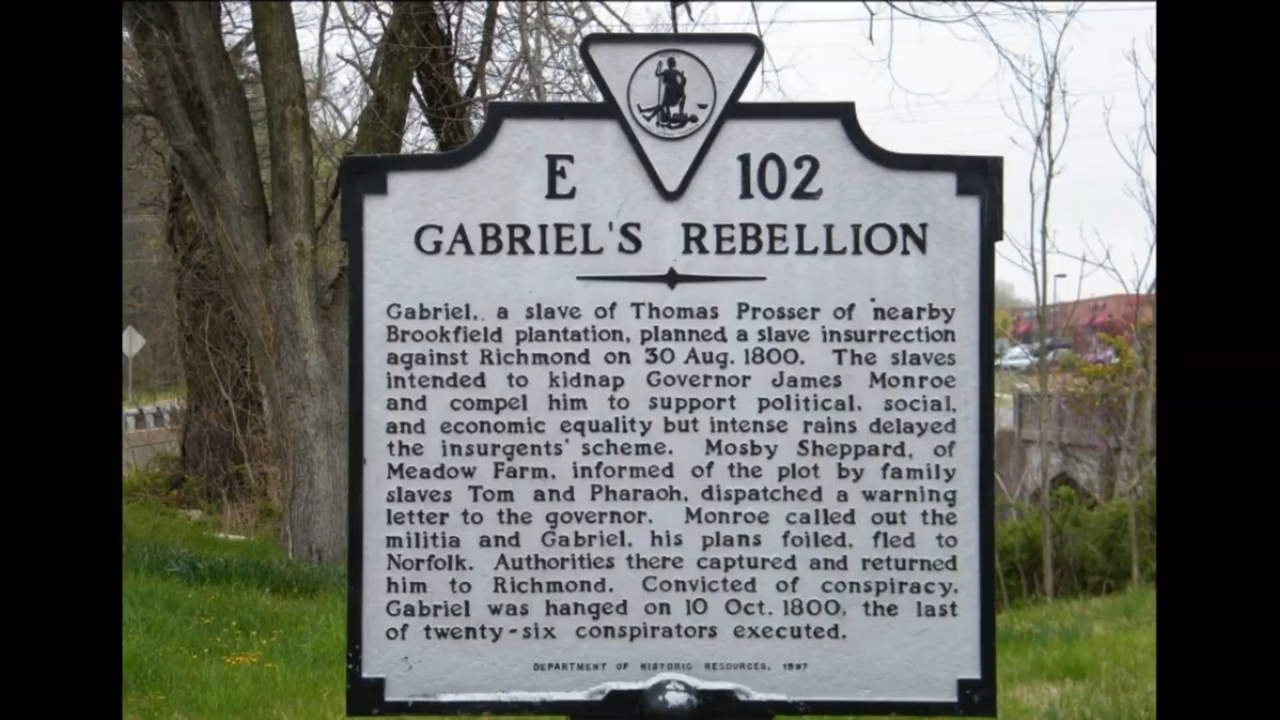 E 102
GABRIEL'S REBELLION
Gabriel, a slave of Thomas Prosser of nearby
Brookfield plantation, planned a slave insurrection
against Richmond on 30 Aug. 1800. The slaves
intended to kidnap Governor James Monroe
and compel him to support political, social,
and economic equality but intense rains delayed
the insurgents' scheme. Mosby Sheppard, of
Meadow Farm, informed of the plot by family
slaves Tom and Pharaoh, dispatched a warning
letter to the governor. Monroe called out the
militia and Gabriel, his plans foiled, fled to
Norfolk. Authorities there captured and returned
him to Richmond. Convicted of conspiracy,
Gabriel was hanged on 10 Oct. 1800, the last
of twenty-six conspirators executed.
DEPARTMENT OF HISTORIC RESOURCES, 1997